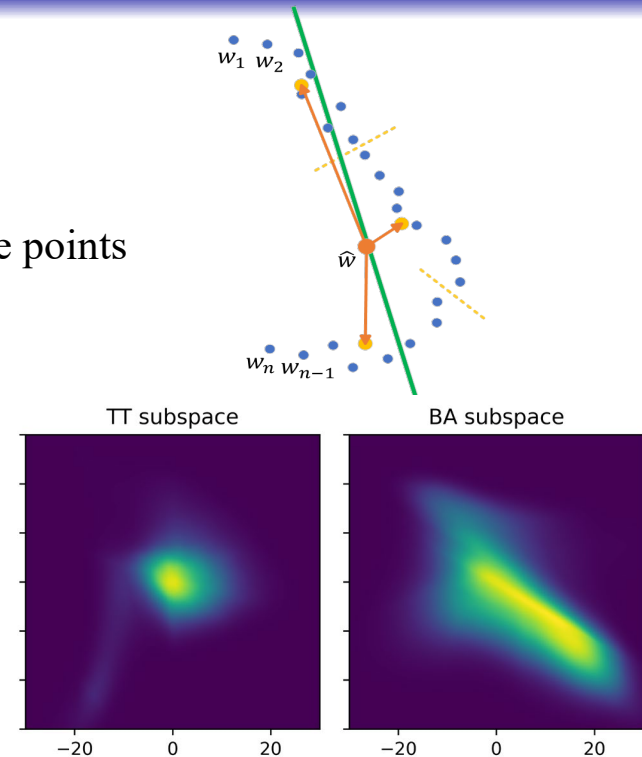 w₁ w₂
e points
ŵ
wₙ wₙ₋₁
TT subspace
BA subspace
−20 0 20
−20 0 20